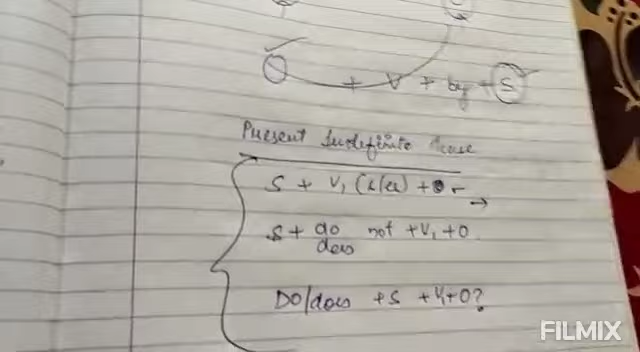 O + V + by + S
Present Indefinite Tense
S + V₁ (s/es) + O →
S + do not + V₁ + O.
does
Do/does + S + V₁ + O?
FILMIX